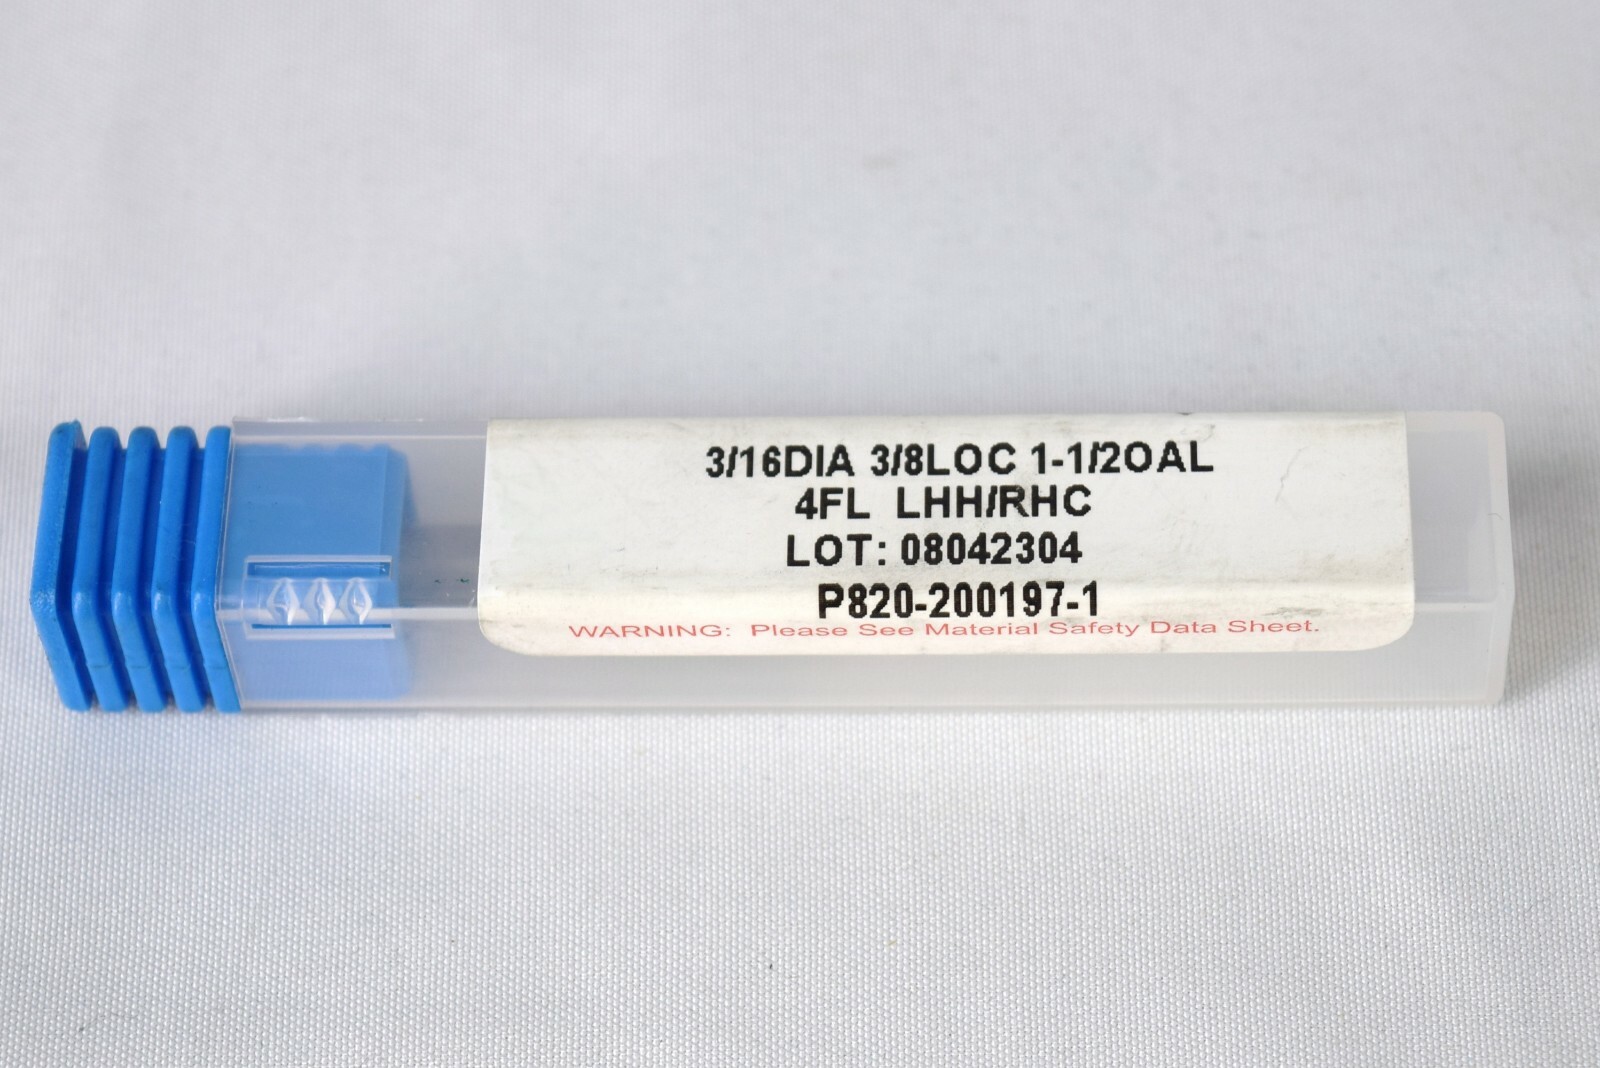 3/16DIA 3/8LOC 1-1/2OAL
4FL LHH/RHC
LOT: 08042304
P820-200197-1
WARNING: Please See Material Safety Data Sheet.